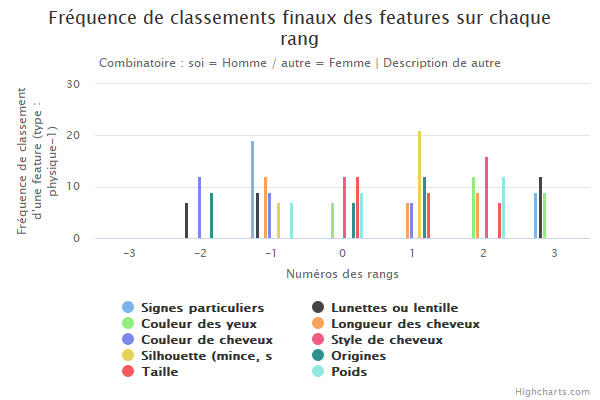 Fréquence de classements finaux des features sur chaque
rang
Combinatoire : soi = Homme / autre = Femme | Description de autre
Fréquence de classement
d'une feature (type :
physique-1)
30
20
10
0
-3
-2
-1
0
1
2
3
Numéros des rangs
Signes particuliers
Lunettes ou lentille
Couleur des yeux
Longueur des cheveux
Couleur de cheveux
Style de cheveux
Silhouette (mince, s
Origines
Taille
Poids
Highcharts.com